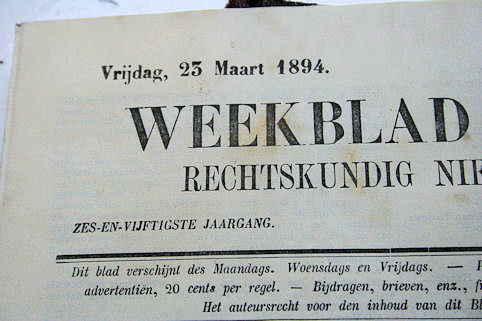 Vrijdag, 23 Maart 1894.
WEEKBLAD
RECHTSKUNDIG
ZES-EN-VIJFTIGSTE JAARGANG.
Dit blad verschijnt des Maandags. Woensdags en Vrijdags. —
advertentiën, 20 cents per regel. — Bijdragen, brieven, enz.,
Het auteursrecht voor den inhoud van dit